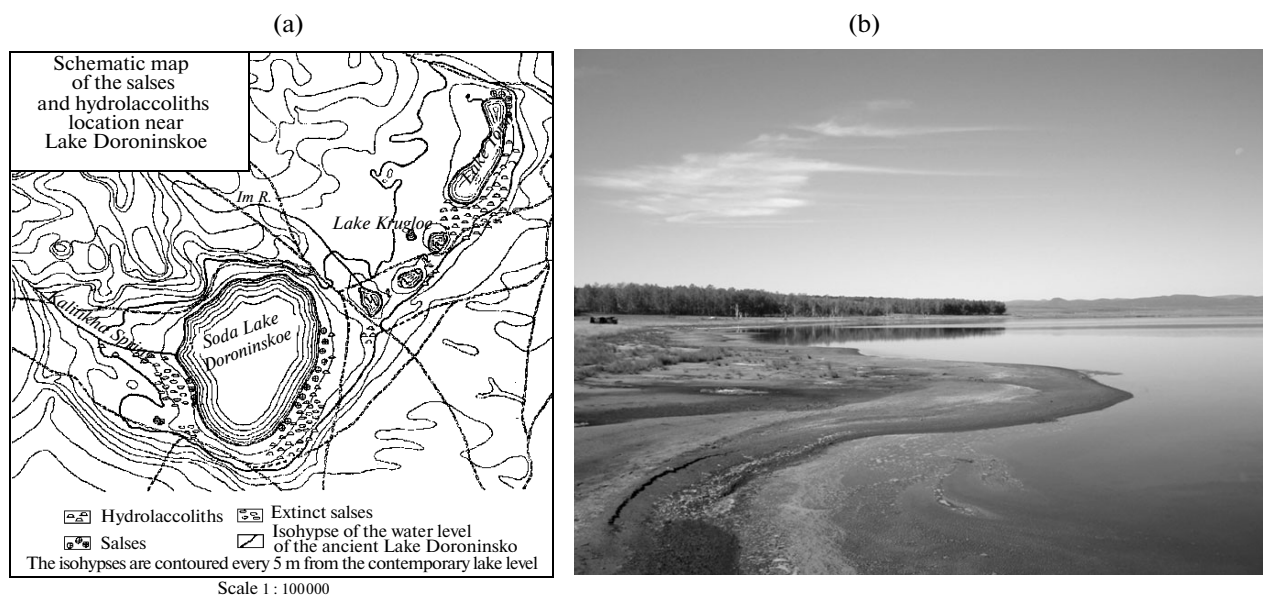 (a)
(b)
Schematic map
of the salses
and hydrolaccoliths
location near
Lake Doroninskoe
Im R.
Lake Krugloe
Soda Lake
Doroninskoe
Hydrolaccoliths
Extinct salses
Salses
Isohypse of the water level
of the ancient Lake Doroninsko
The isohypses are contoured every 5 m from the contemporary lake level
Scale 1 : 100000